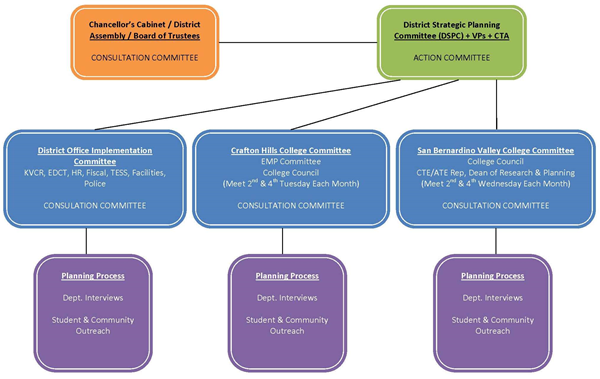 Chancellor's Cabinet / District
Assembly / Board of Trustees
CONSULTATION COMMITTEE
District Strategic Planning
Committee (DSPC) + VPs + CTA
ACTION COMMITTEE
District Office Implementation
Committee
KVCR, EDCT, HR, Fiscal, TESS, Facilities,
Police
CONSULATION COMMITTEE
Crafton Hills College Committee
EMP Committee
College Council
(Meet 2nd & 4th Tuesday Each Month)
CONSULTATION COMMITTEE
San Bernardino Valley College Committee
College Council
CTE/ATE Rep, Dean of Research & Planning
(Meet 2nd & 4th Wednesday Each Month)
CONSULTATION COMMITTEE
Planning Process
Dept. Interviews
Student & Community
Outreach
Planning Process
Dept. Interviews
Student & Community
Outreach
Planning Process
Dept. Interviews
Student & Community
Outreach